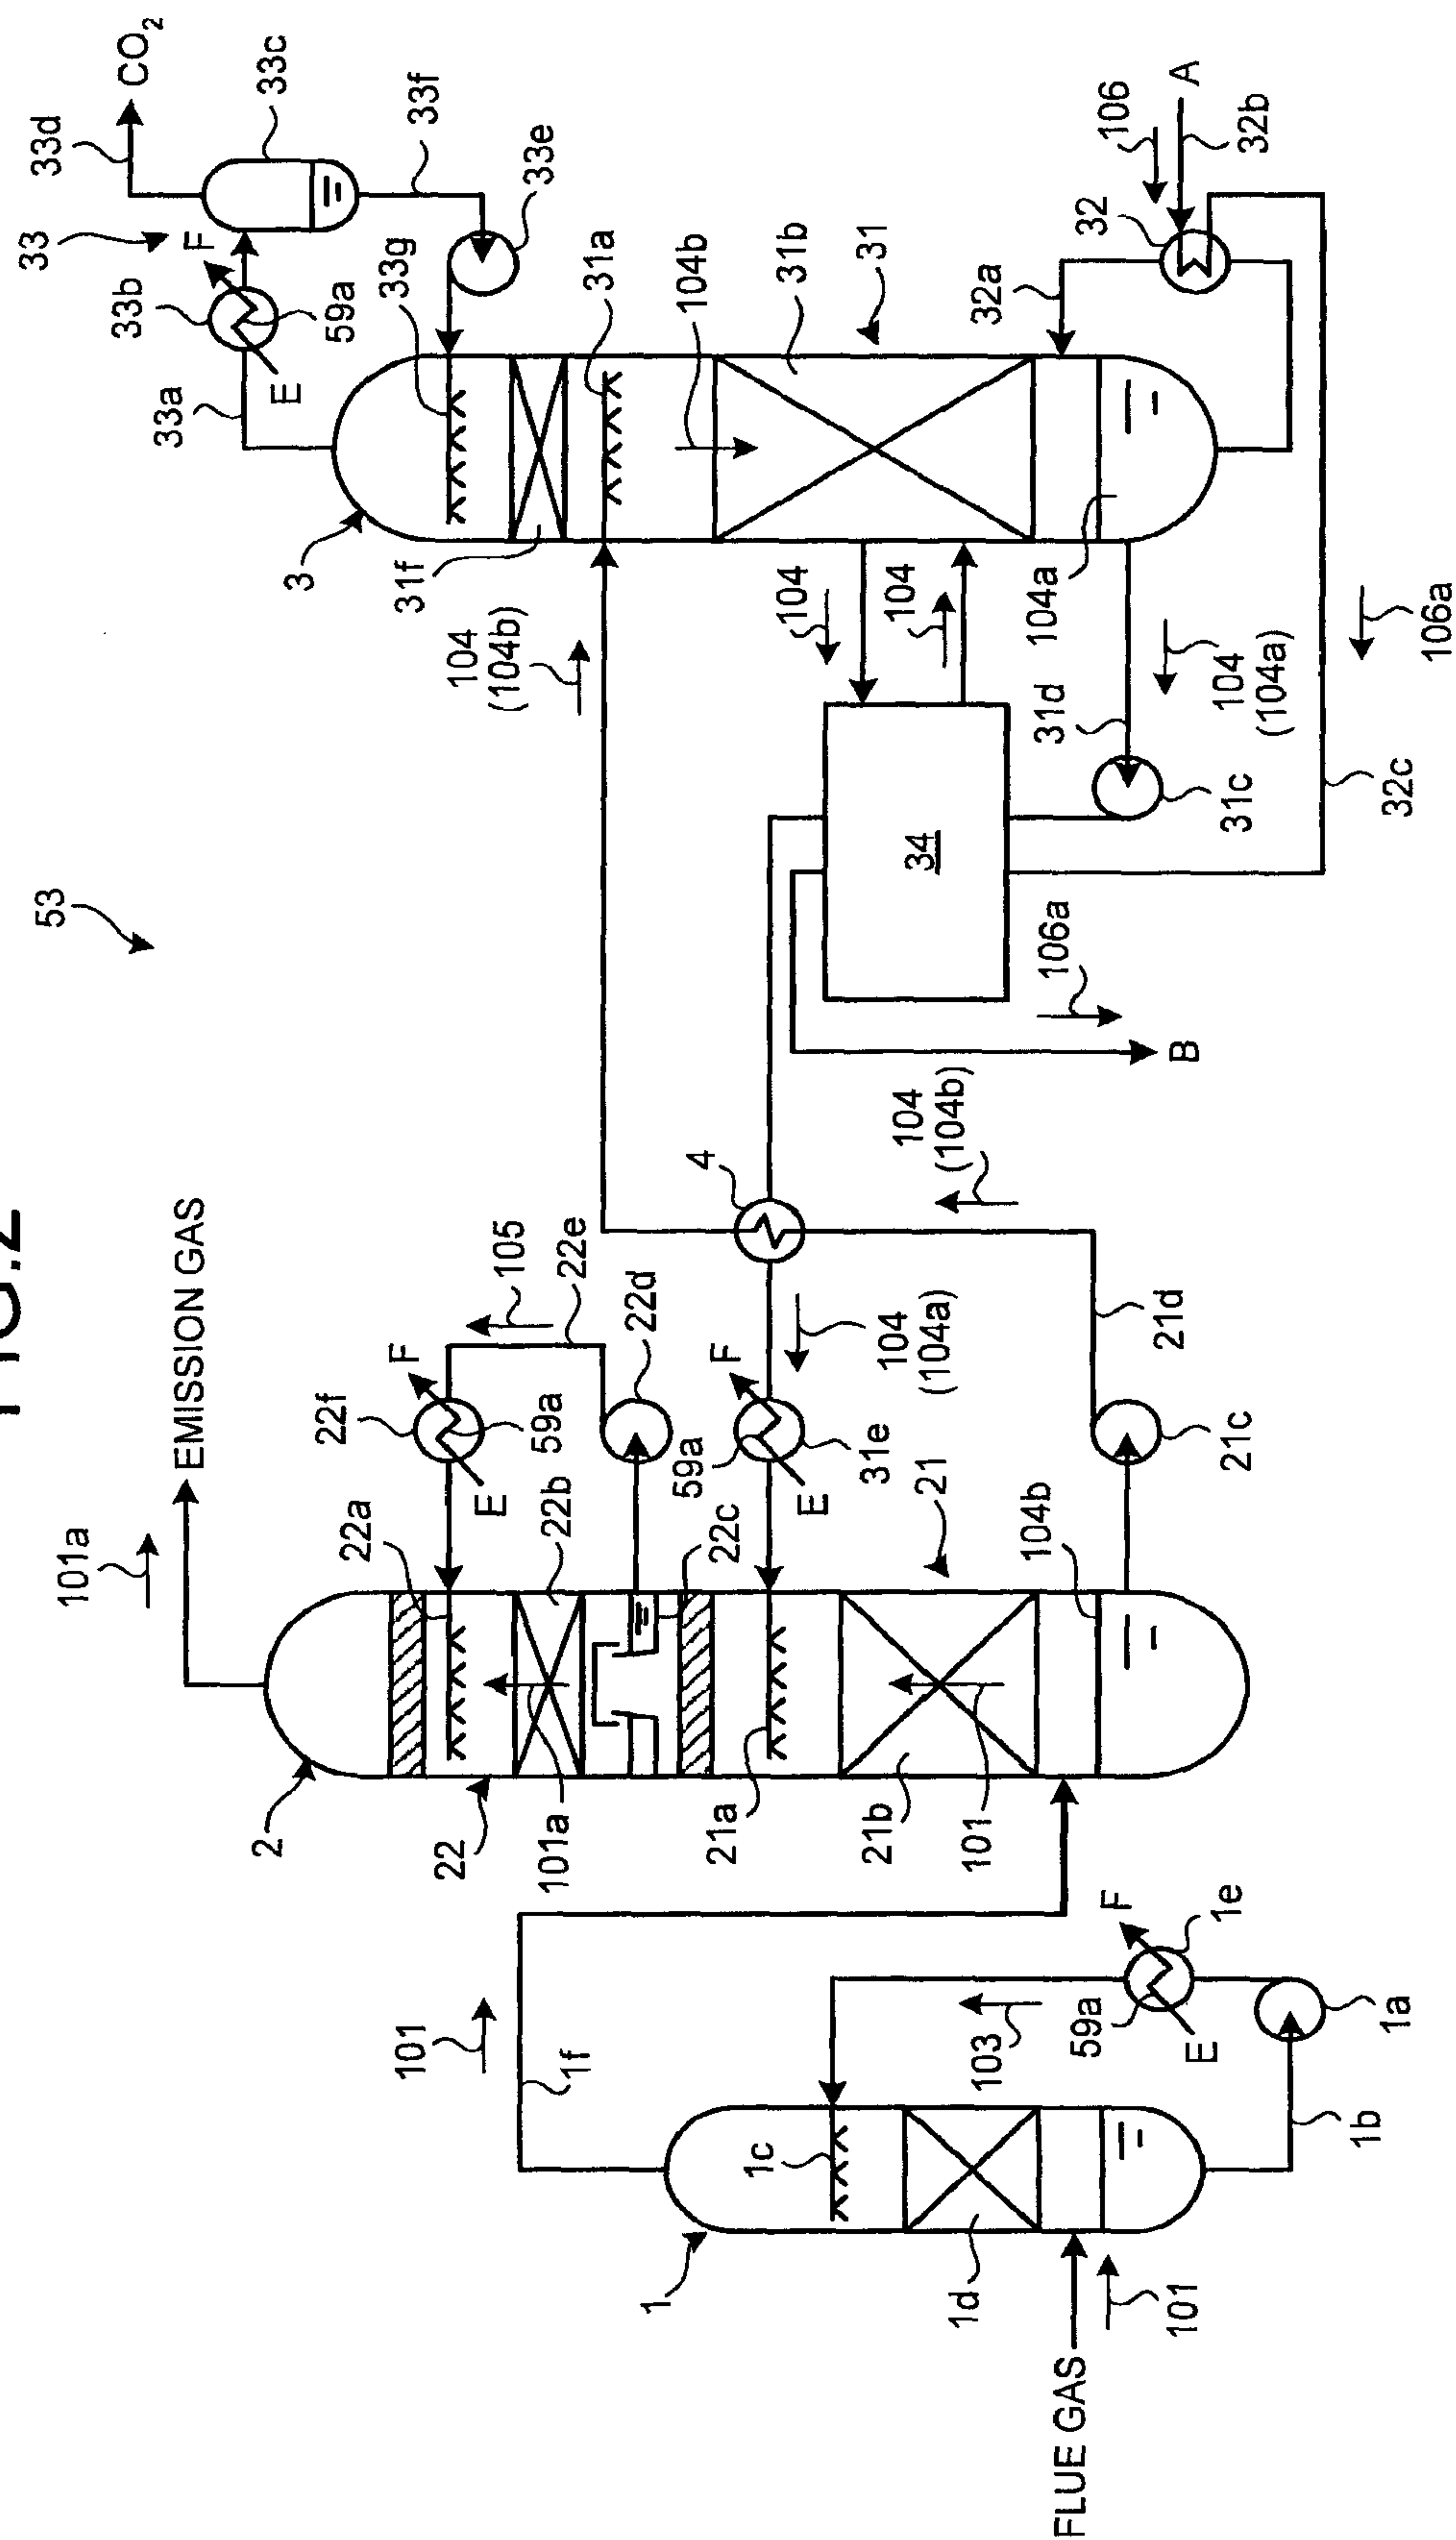 FIG.2
53
EMISSION GAS
101a
2
22
22a
22f
F
59a
E
105
22e
22b
22d
101a
22c
21a
59a
F
E
31e
104
(104a)
21b
21
101
104b
21c
21d
4
104
(104b)
101
1f
1
1c
1d
103
59a
F
E
1e
1a
1b
FLUE GAS
101
CO2
33d
33c
33
33b
F
59a
E
33a
33f
33e
3
33g
31f
31a
104b
31b
31
104
(104b)
104
104
104a
32a
32
106
A
32b
34
31d
31c
104
(104a)
106a
32c
106a
B